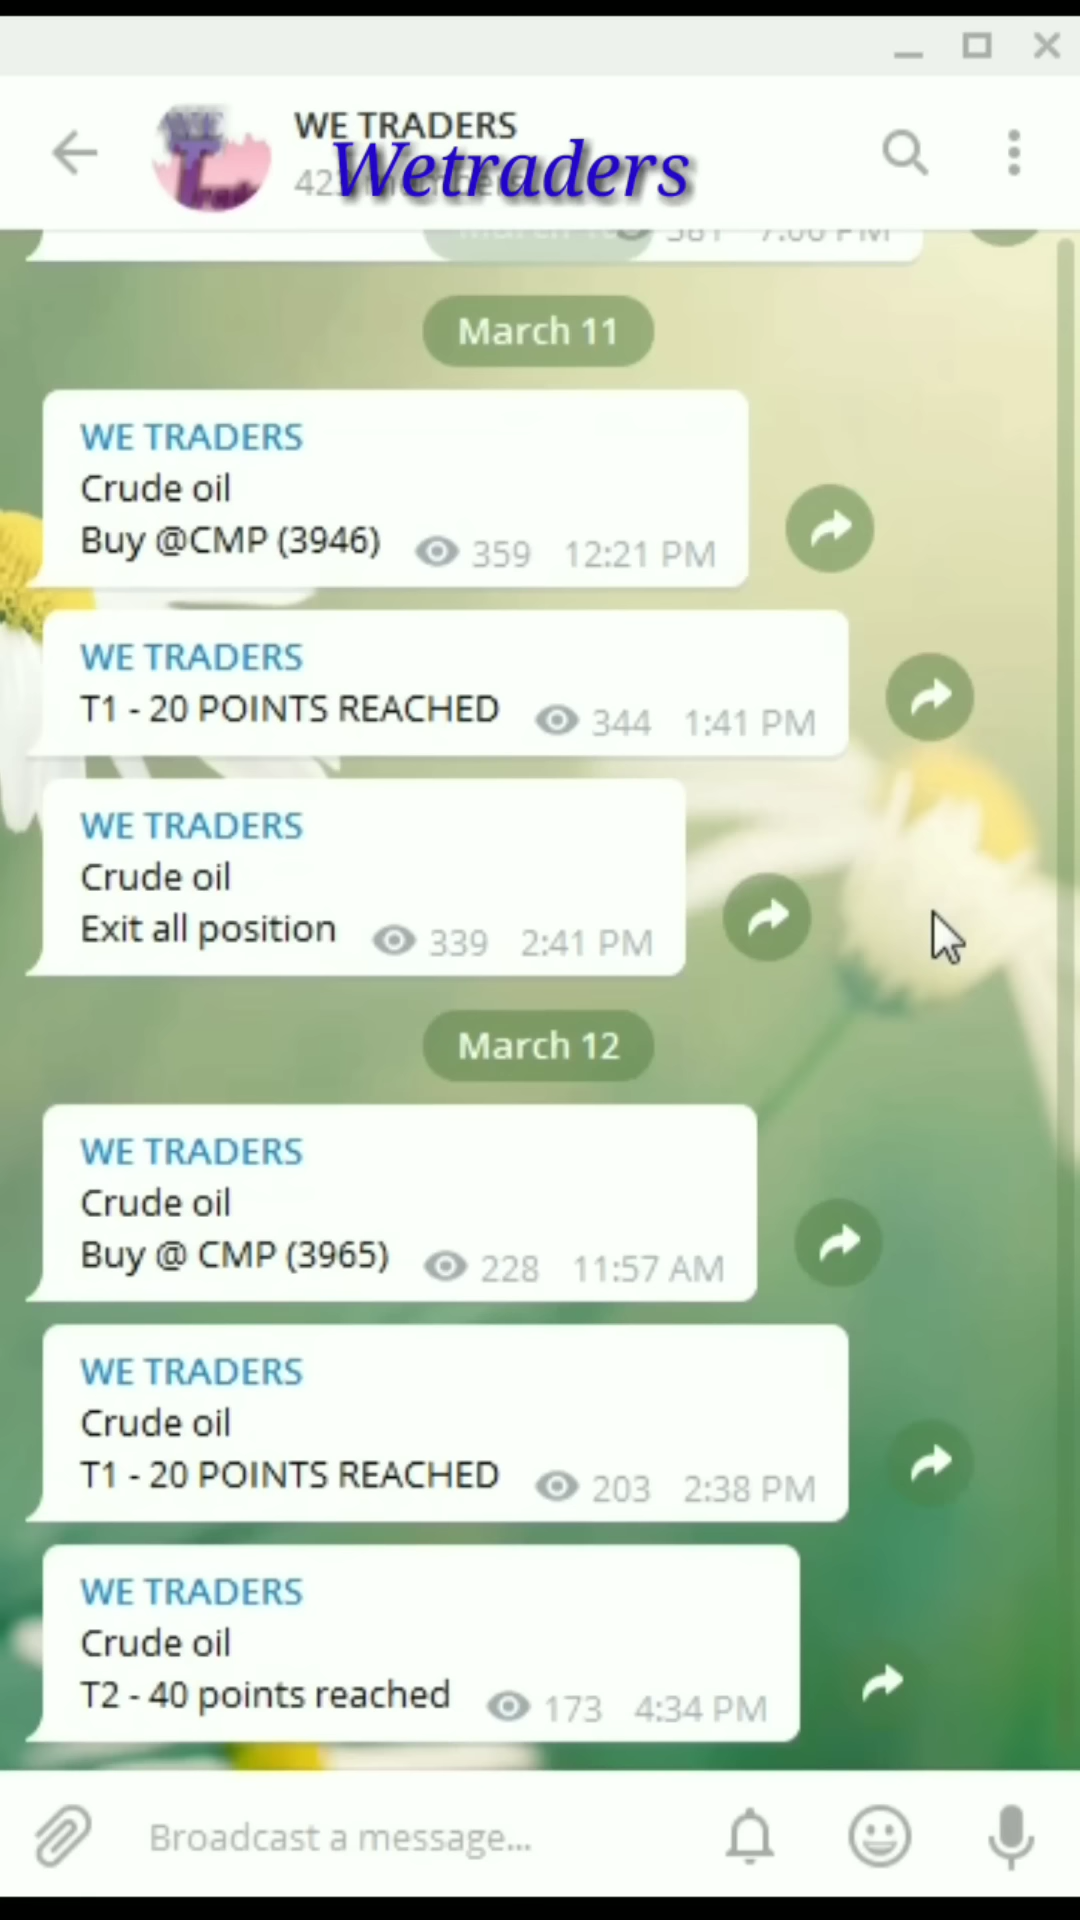 WE TRADERS
Wetraders
381 7:06 PM
March 11
WE TRADERS
Crude oil
Buy @CMP (3946) 359 12:21 PM
WE TRADERS
T1 - 20 POINTS REACHED 344 1:41 PM
WE TRADERS
Crude oil
Exit all position 339 2:41 PM
March 12
WE TRADERS
Crude oil
Buy @ CMP (3965) 228 11:57 AM
WE TRADERS
Crude oil
T1 - 20 POINTS REACHED 203 2:38 PM
WE TRADERS
Crude oil
T2 - 40 points reached 173 4:34 PM
Broadcast a message...